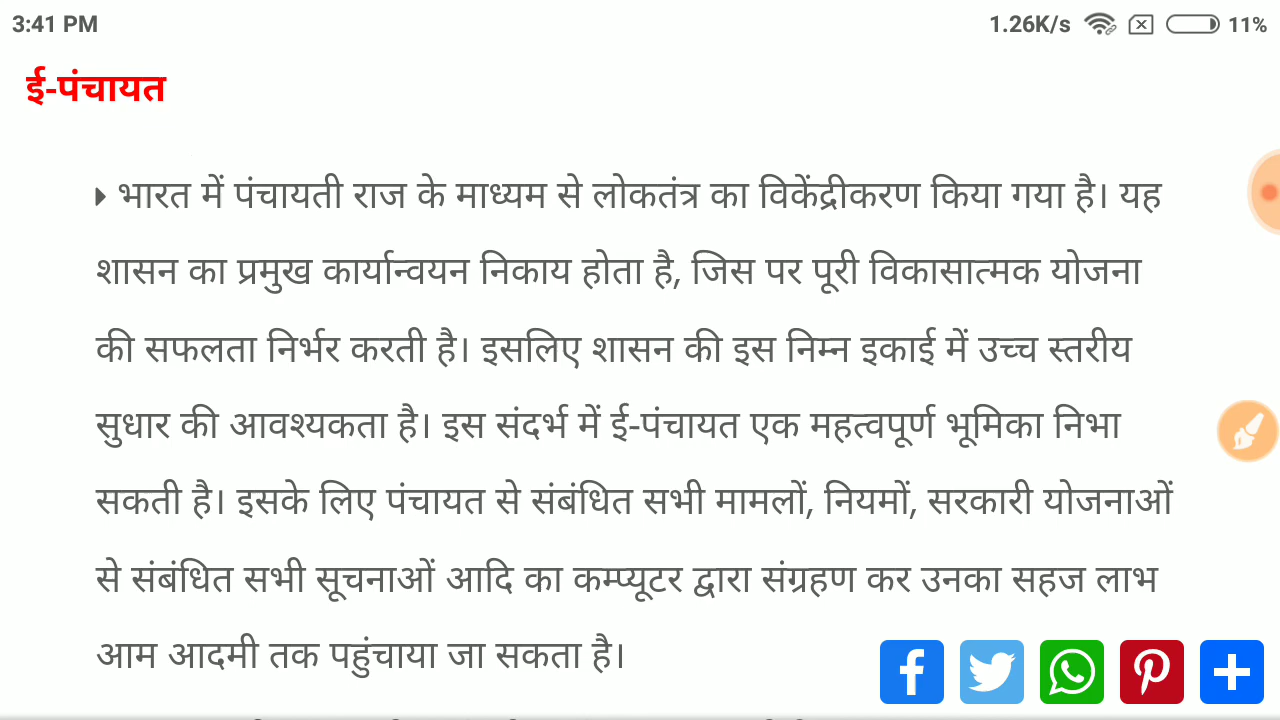 3:41 PM 1.26K/s 11%
ई-पंचायत
भारत में पंचायती राज के माध्यम से लोकतंत्र का विकेंद्रीकरण किया गया है। यह
शासन का प्रमुख कार्यान्वयन निकाय होता है, जिस पर पूरी विकासात्मक योजना
की सफलता निर्भर करती है। इसलिए शासन की इस निम्न इकाई में उच्च स्तरीय
सुधार की आवश्यकता है। इस संदर्भ में ई-पंचायत एक महत्वपूर्ण भूमिका निभा
सकती है। इसके लिए पंचायत से संबंधित सभी मामलों, नियमों, सरकारी योजनाओं
से संबंधित सभी सूचनाओं आदि का कम्प्यूटर द्वारा संग्रहण कर उनका सहज लाभ
आम आदमी तक पहुंचाया जा सकता है।